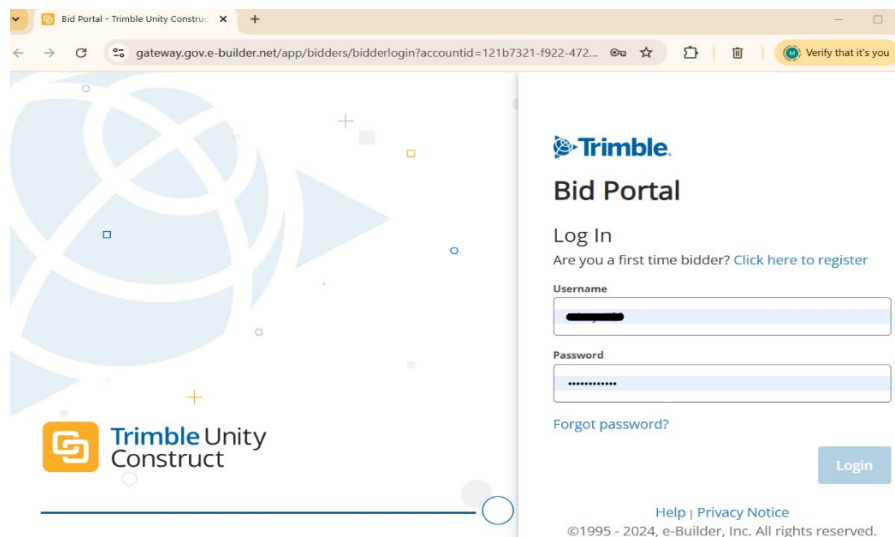 Bid Portal - Trimble Unity Construc
gateway.gov.e-builder.net/app/bidders/bidderlogin?accountid=121b7321-f922-472...
M
Verify that it's you
Trimble.
Bid Portal
Log In
Are you a first time bidder? Click here to register
Username
Password
Forgot password?
Login
Trimble Unity
Construct
Help | Privacy Notice
©1995 - 2024, e-Builder, Inc. All rights reserved.